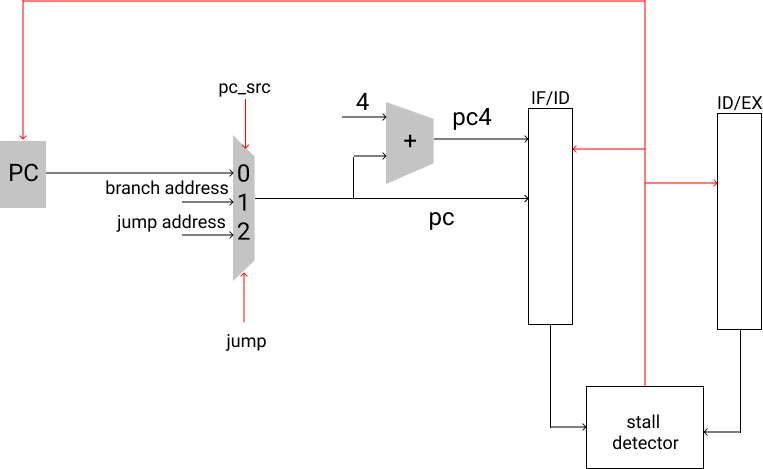 IF/ID
ID/EX
pc_src
4
pc4
+
PC
0
branch address
1
jump address
2
pc
jump
stall
detector